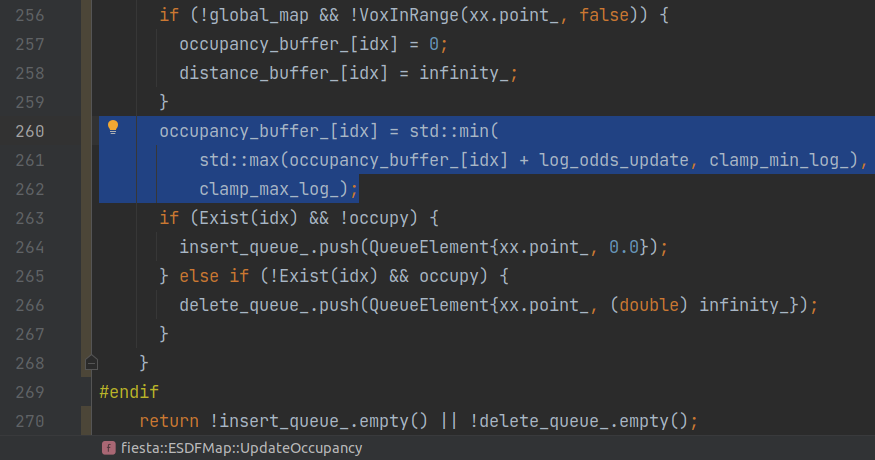 256 if (!global_map && !VoxInRange(xx.point_, false)) {
257 occupancy_buffer_[idx] = 0;
258 distance_buffer_[idx] = infinity_;
259 }
260 occupancy_buffer_[idx] = std::min(
261 std::max(occupancy_buffer_[idx] + log_odds_update, clamp_min_log_),
262 clamp_max_log_);
263 if (Exist(idx) && !occupy) {
264 insert_queue_.push(QueueElement{xx.point_, 0.0});
265 } else if (!Exist(idx) && occupy) {
266 delete_queue_.push(QueueElement{xx.point_, (double) infinity_});
267 }
268 }
269 #endif
270 return !insert_queue_.empty() || !delete_queue_.empty();
f fiesta::ESDFMap::UpdateOccupancy